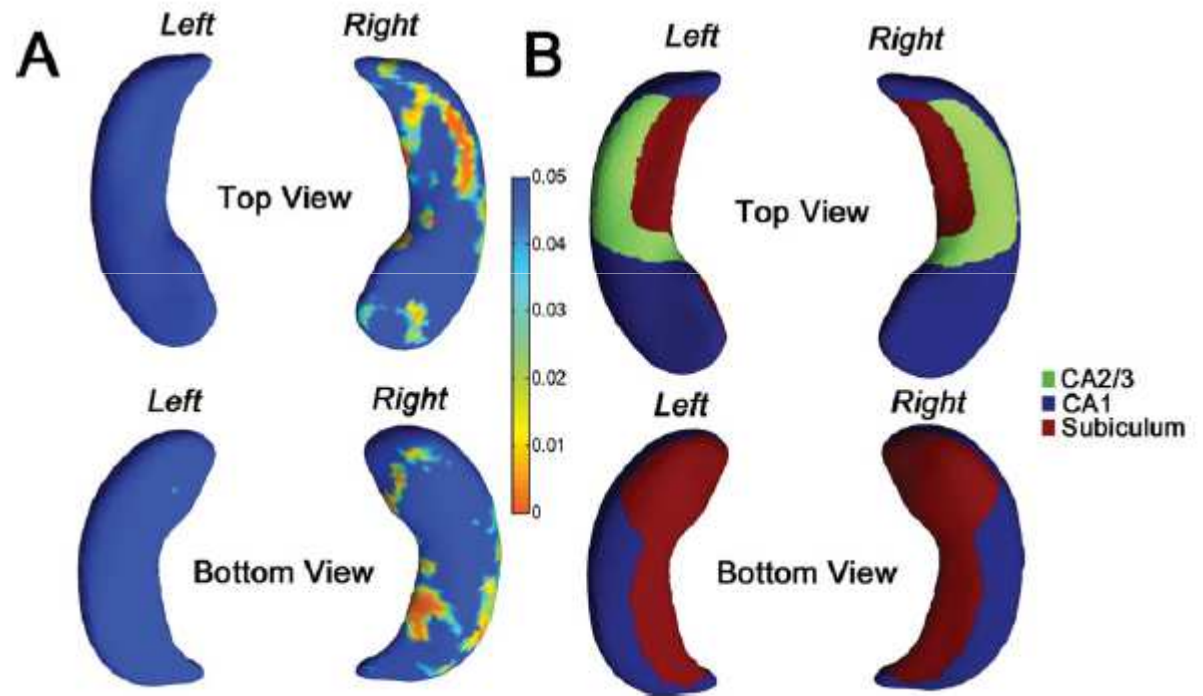 A
Left
Right
Top View
Left
Right
Bottom View
0.05
0.04
0.03
0.02
0.01
0
B
Left
Right
Top View
Left
Right
Bottom View
CA2/3
CA1
Subiculum